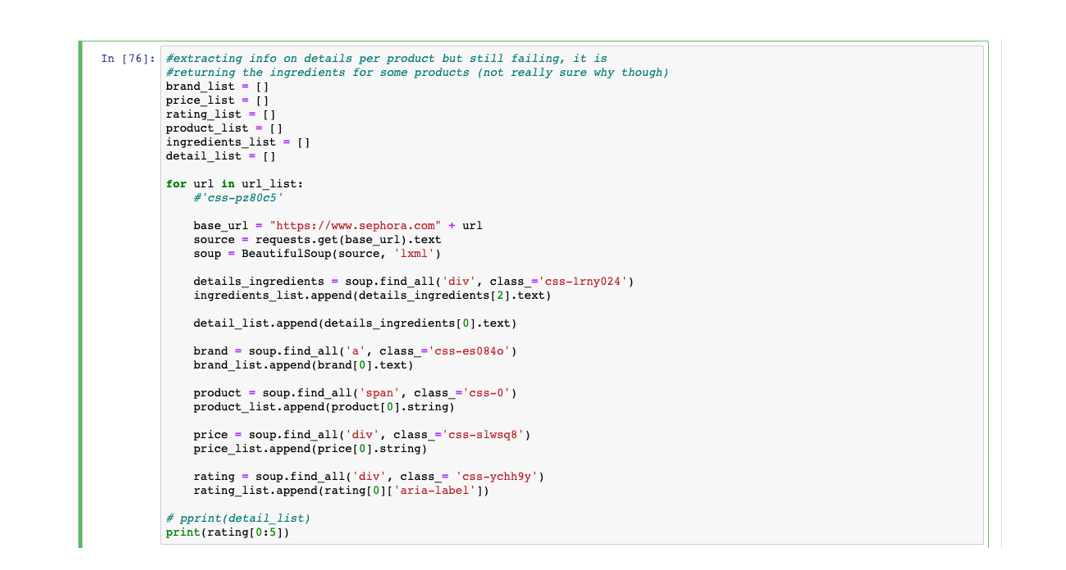 In [76]: #extracting info on details per product but still failing, it is
#returning the ingredients for some products (not really sure why though)
brand_list = []
price_list = []
rating_list = []
product_list = []
ingredients_list = []
detail_list = []
for url in url_list:
#'css-pz80c5'
base_url = "https://www.sephora.com" + url
source = requests.get(base_url).text
soup = BeautifulSoup(source, 'lxml')
details_ingredients = soup.find_all('div', class_='css-1rny024')
ingredients_list.append(details_ingredients[2].text)
detail_list.append(details_ingredients[0].text)
brand = soup.find_all('a', class_='css-es084o')
brand_list.append(brand[0].text)
product = soup.find_all('span', class_='css-0')
product_list.append(product[0].string)
price = soup.find_all('div', class_='css-slwsq8')
price_list.append(price[0].string)
rating = soup.find_all('div', class_= 'css-ychh9y')
rating_list.append(rating[0]['aria-label'])
# pprint(detail_list)
print(rating[0:5])